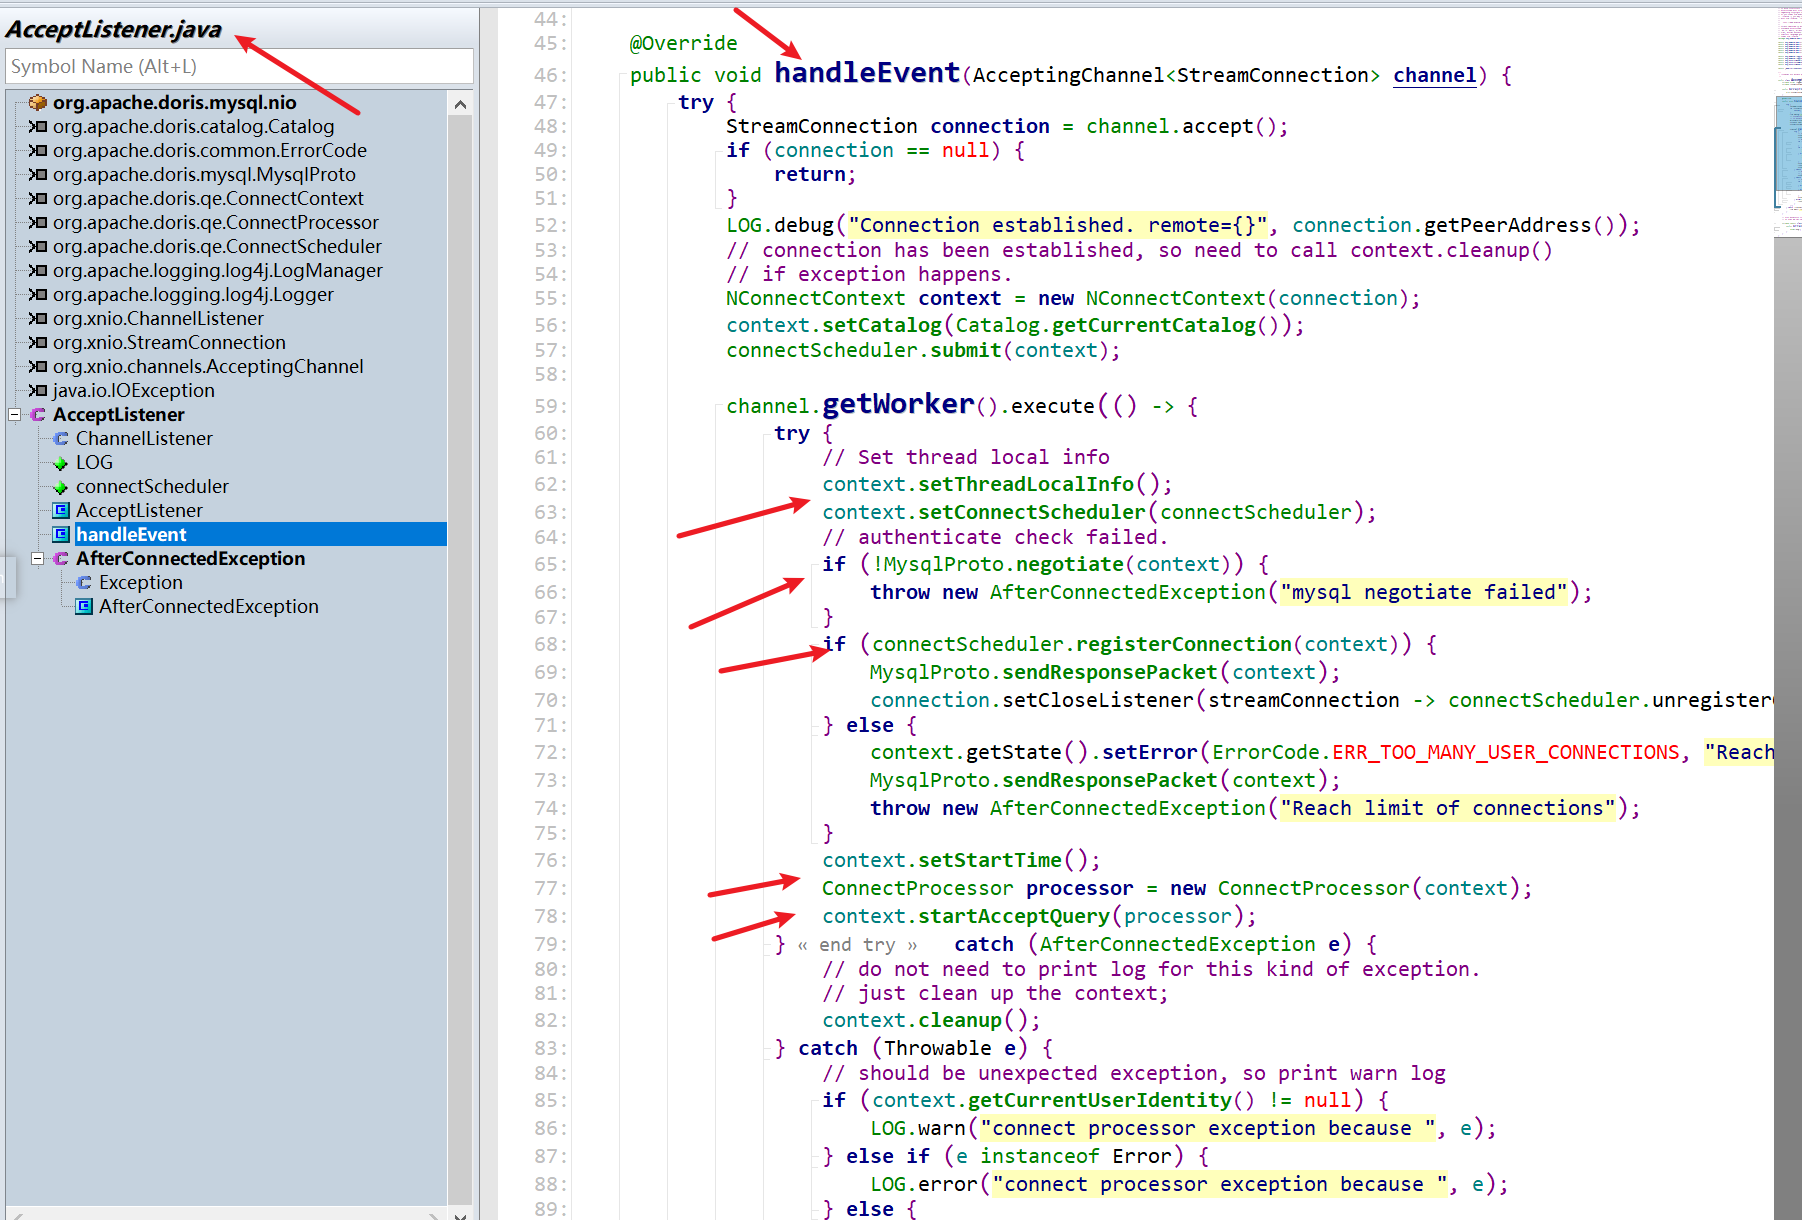 AcceptListener.java
Symbol Name (Alt+L)
org.apache.doris.mysql.nio
org.apache.doris.catalog.Catalog
org.apache.doris.common.ErrorCode
org.apache.doris.mysql.MysqlProto
org.apache.doris.qe.ConnectContext
org.apache.doris.qe.ConnectProcessor
org.apache.doris.qe.ConnectScheduler
org.apache.logging.log4j.LogManager
org.apache.logging.log4j.Logger
org.xnio.ChannelListener
org.xnio.StreamConnection
org.xnio.channels.AcceptingChannel
java.io.IOException
AcceptListener
ChannelListener
LOG
connectScheduler
AcceptListener
handleEvent
AfterConnectedException
Exception
AfterConnectedException
44:
45: @Override
46: public void handleEvent(AcceptingChannel<StreamConnection> channel) {
47: try {
48: StreamConnection connection = channel.accept();
49: if (connection == null) {
50: return;
51: }
52: LOG.debug("Connection established. remote={}", connection.getPeerAddress());
53: // connection has been established, so need to call context.cleanup()
54: // if exception happens.
55: NConnectContext context = new NConnectContext(connection);
56: context.setCatalog(Catalog.getCurrentCatalog());
57: connectScheduler.submit(context);
58:
59: channel.getWorker().execute(() -> {
60: try {
61: // Set thread local info
62: context.setThreadLocalInfo();
63: context.setConnectScheduler(connectScheduler);
64: // authenticate check failed.
65: if (!MysqlProto.negotiate(context)) {
66: throw new AfterConnectedException("mysql negotiate failed");
67: }
68: if (connectScheduler.registerConnection(context)) {
69: MysqlProto.sendResponsePacket(context);
70: connection.setCloseListener(streamConnection -> connectScheduler.unregister
71: } else {
72: context.getState().setError(ErrorCode.ERR_TOO_MANY_USER_CONNECTIONS, "Reach
73: MysqlProto.sendResponsePacket(context);
74: throw new AfterConnectedException("Reach limit of connections");
75: }
76: context.setStartTime();
77: ConnectProcessor processor = new ConnectProcessor(context);
78: context.startAcceptQuery(processor);
79: } « end try » catch (AfterConnectedException e) {
80: // do not need to print log for this kind of exception.
81: // just clean up the context;
82: context.cleanup();
83: } catch (Throwable e) {
84: // should be unexpected exception, so print warn log
85: if (context.getCurrentUserIdentity() != null) {
86: LOG.warn("connect processor exception because ", e);
87: } else if (e instanceof Error) {
88: LOG.error("connect processor exception because ", e);
89: } else {